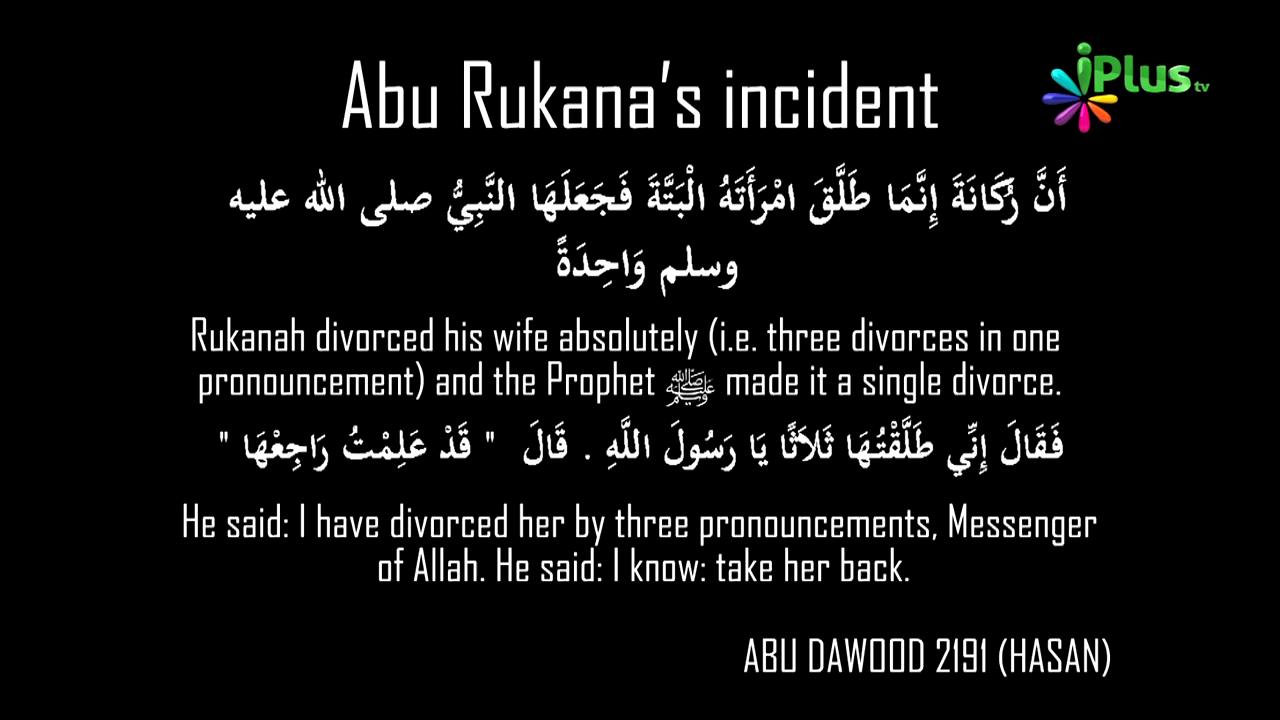 Abu Rukana's incident
iPlus tv
أَنَّ رُكَانَةَ إِنَّمَا طَلَّقَ امْرَأَتَهُ الْبَتَّةَ فَجَعَلَهَا النَّبِيُّ صلى الله عليه
وسلم وَاحِدَةً
Rukanah divorced his wife absolutely (i.e. three divorces in one
pronouncement) and the Prophet ﷺ made it a single divorce.
فَقَالَ إِنِّي طَلَّقْتُهَا ثَلاَثًا يَا رَسُولَ اللَّهِ . قَالَ " قَدْ عَلِمْتُ رَاجِعْهَا "
He said: I have divorced her by three pronouncements, Messenger
of Allah. He said: I know: take her back.
ABU DAWOOD 2191 (HASAN)